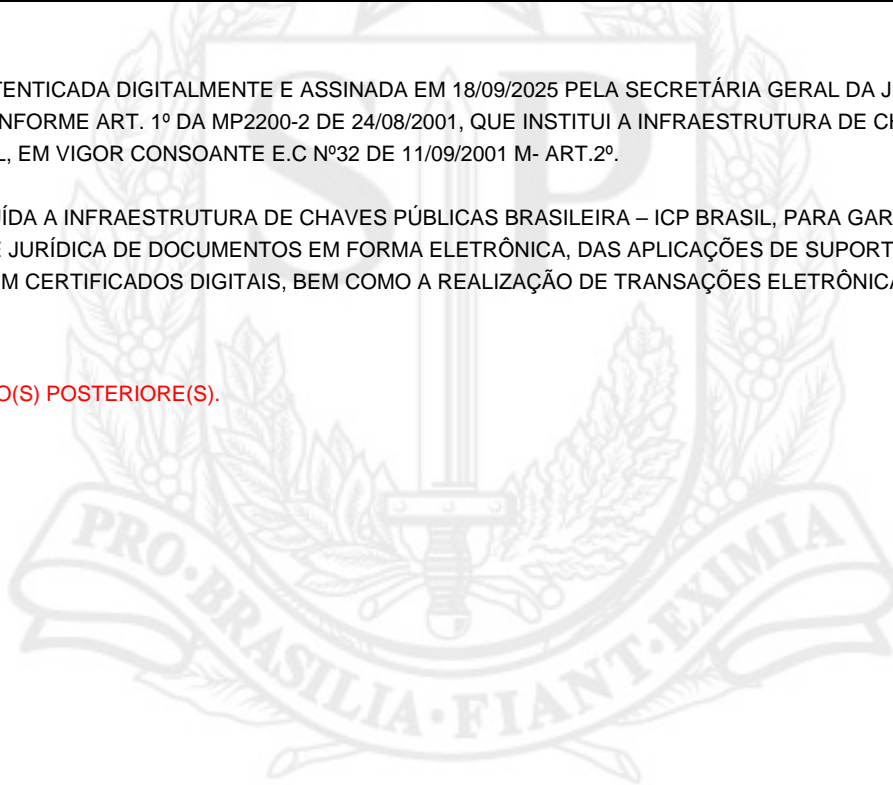 TENTICADA DIGITALMENTE E ASSINADA EM 18/09/2025 PELA SECRETÁRIA GERAL DA J
NFORME ART. 1º DA MP2200-2 DE 24/08/2001, QUE INSTITUI A INFRAESTRUTURA DE CH
L, EM VIGOR CONSOANTE E.C Nº32 DE 11/09/2001 M- ART.2º.
ÍDA A INFRAESTRUTURA DE CHAVES PÚBLICAS BRASILEIRA – ICP BRASIL, PARA GAR
E JURÍDICA DE DOCUMENTOS EM FORMA ELETRÔNICA, DAS APLICAÇÕES DE SUPORT
M CERTIFICADOS DIGITAIS, BEM COMO A REALIZAÇÃO DE TRANSAÇÕES ELETRÔNICA
O(S) POSTERIORE(S).
SP
PRO·BRASILIA·FIANT·EXIMIA